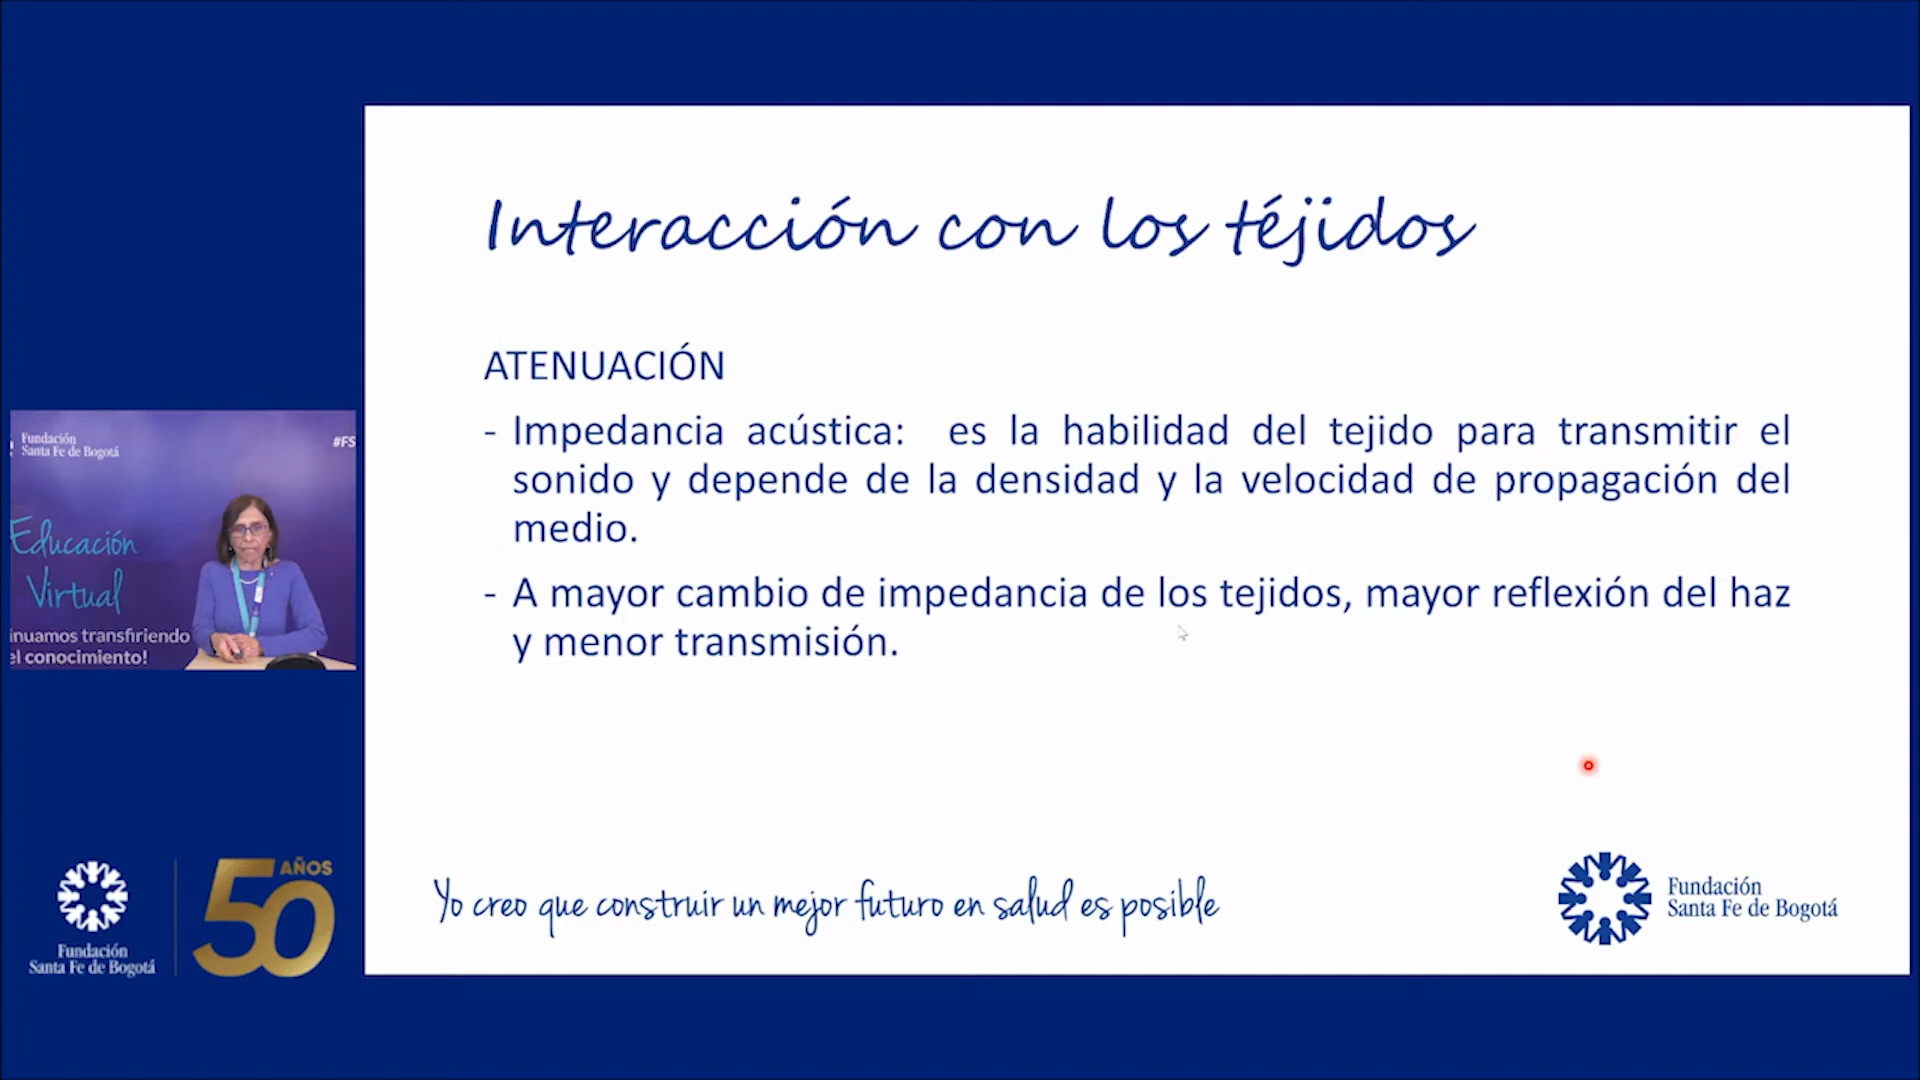 Interacción con los téjidos
ATENUACIÓN
- Impedancia acústica: es la habilidad del tejido para transmitir el
sonido y depende de la densidad y la velocidad de propagación del
medio.
- A mayor cambio de impedancia de los tejidos, mayor reflexión del haz
y menor transmisión.
Fundación
Santa Fe de Bogotá
#FS
Educación
Virtual
inuamos transfiriendo
el conocimiento!
50 AÑOS
Fundación
Santa Fe de Bogotá
Yo creo que construir un mejor futuro en salud es posible
Fundación
Santa Fe de Bogotá